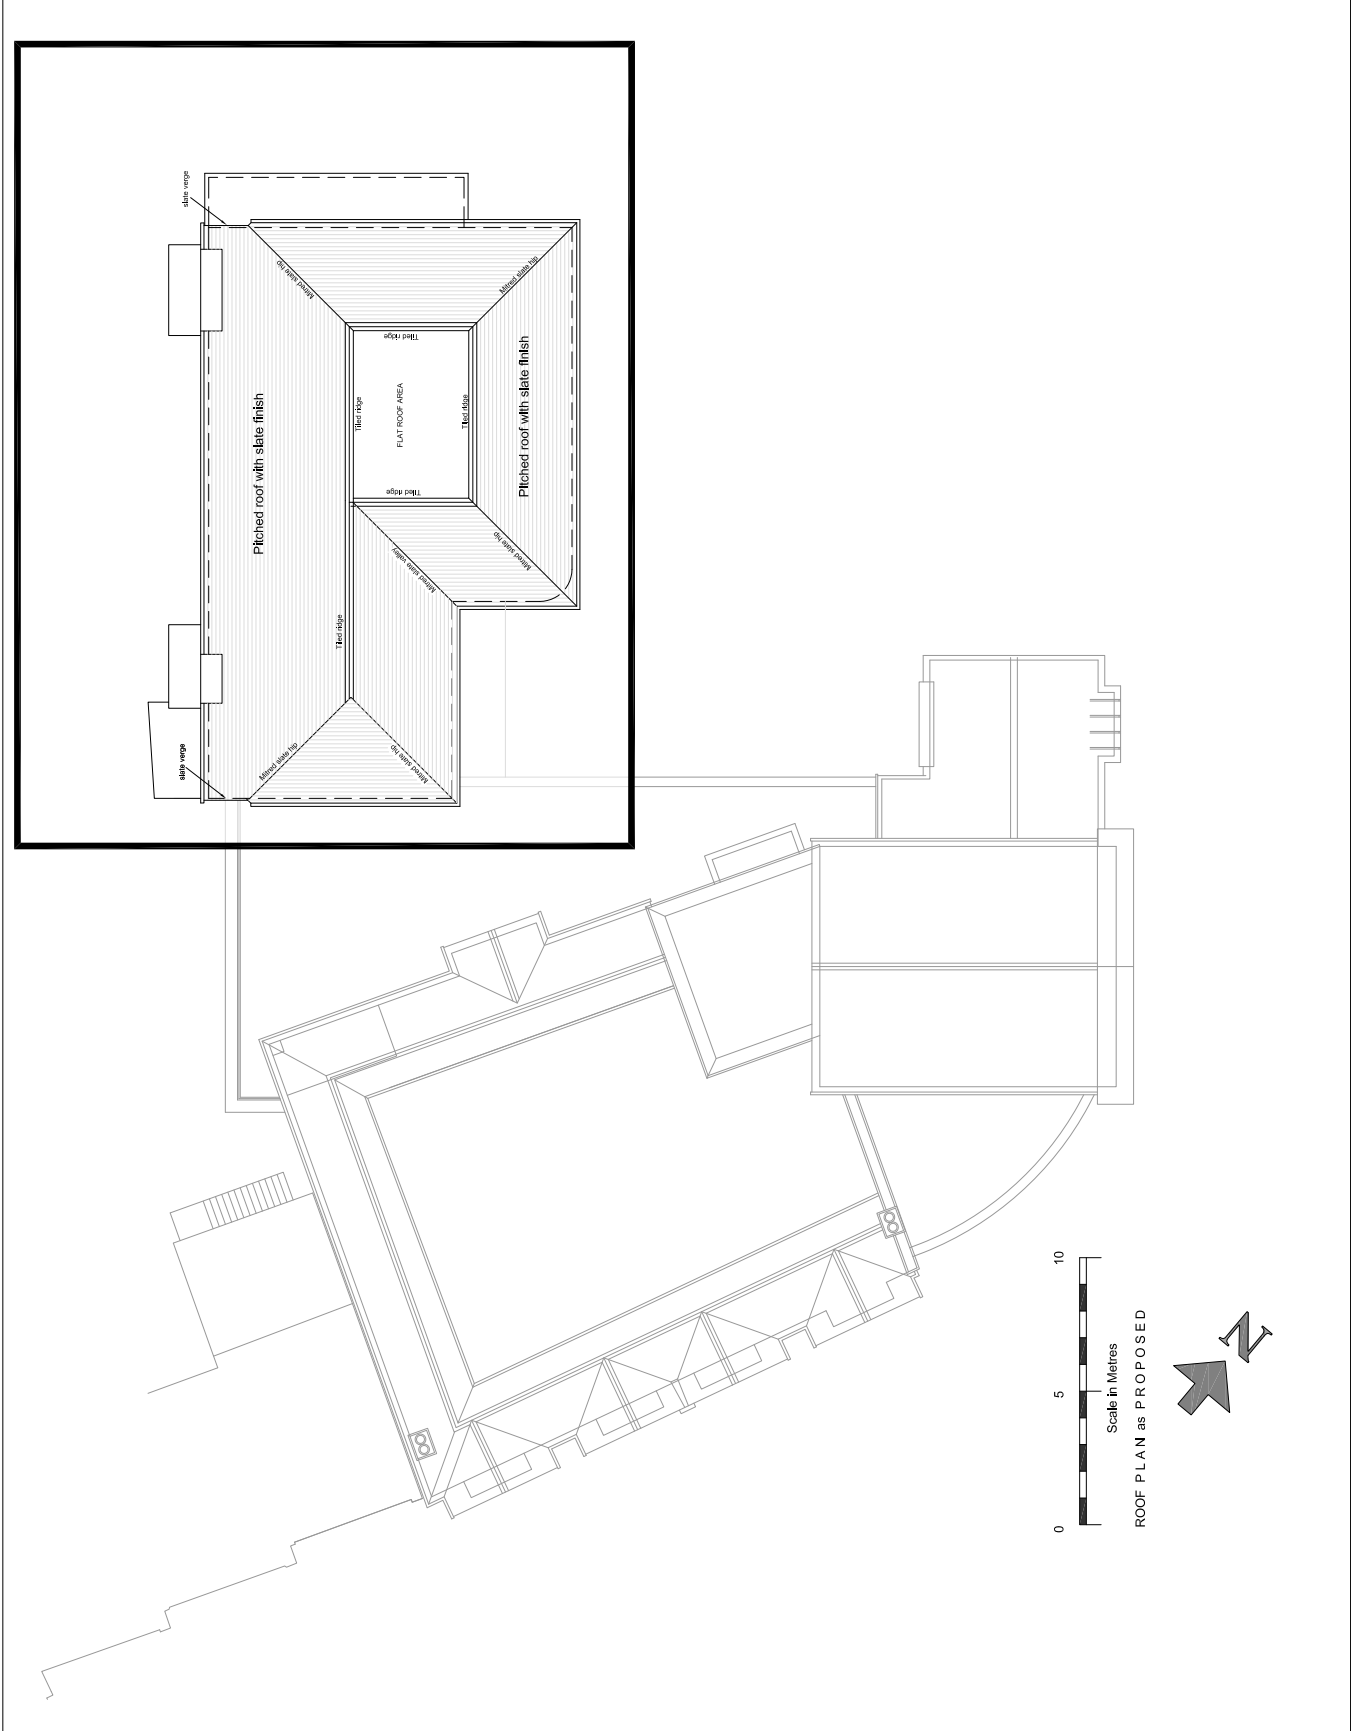 slate verge
Mitred slate hip
Mitred slate hip
Tiled ridge
Pitched roof with slate finish
Tiled ridge
FLAT ROOF AREA
Tiled ridge
Pitched roof with slate finish
Tiled ridge
Mitred slate valley
Mitred slate hip
Tiled ridge
slate verge
Mitred slate hip
Mitred slate hip
0
5
10
Scale in Metres
ROOF PLAN as PROPOSED
N